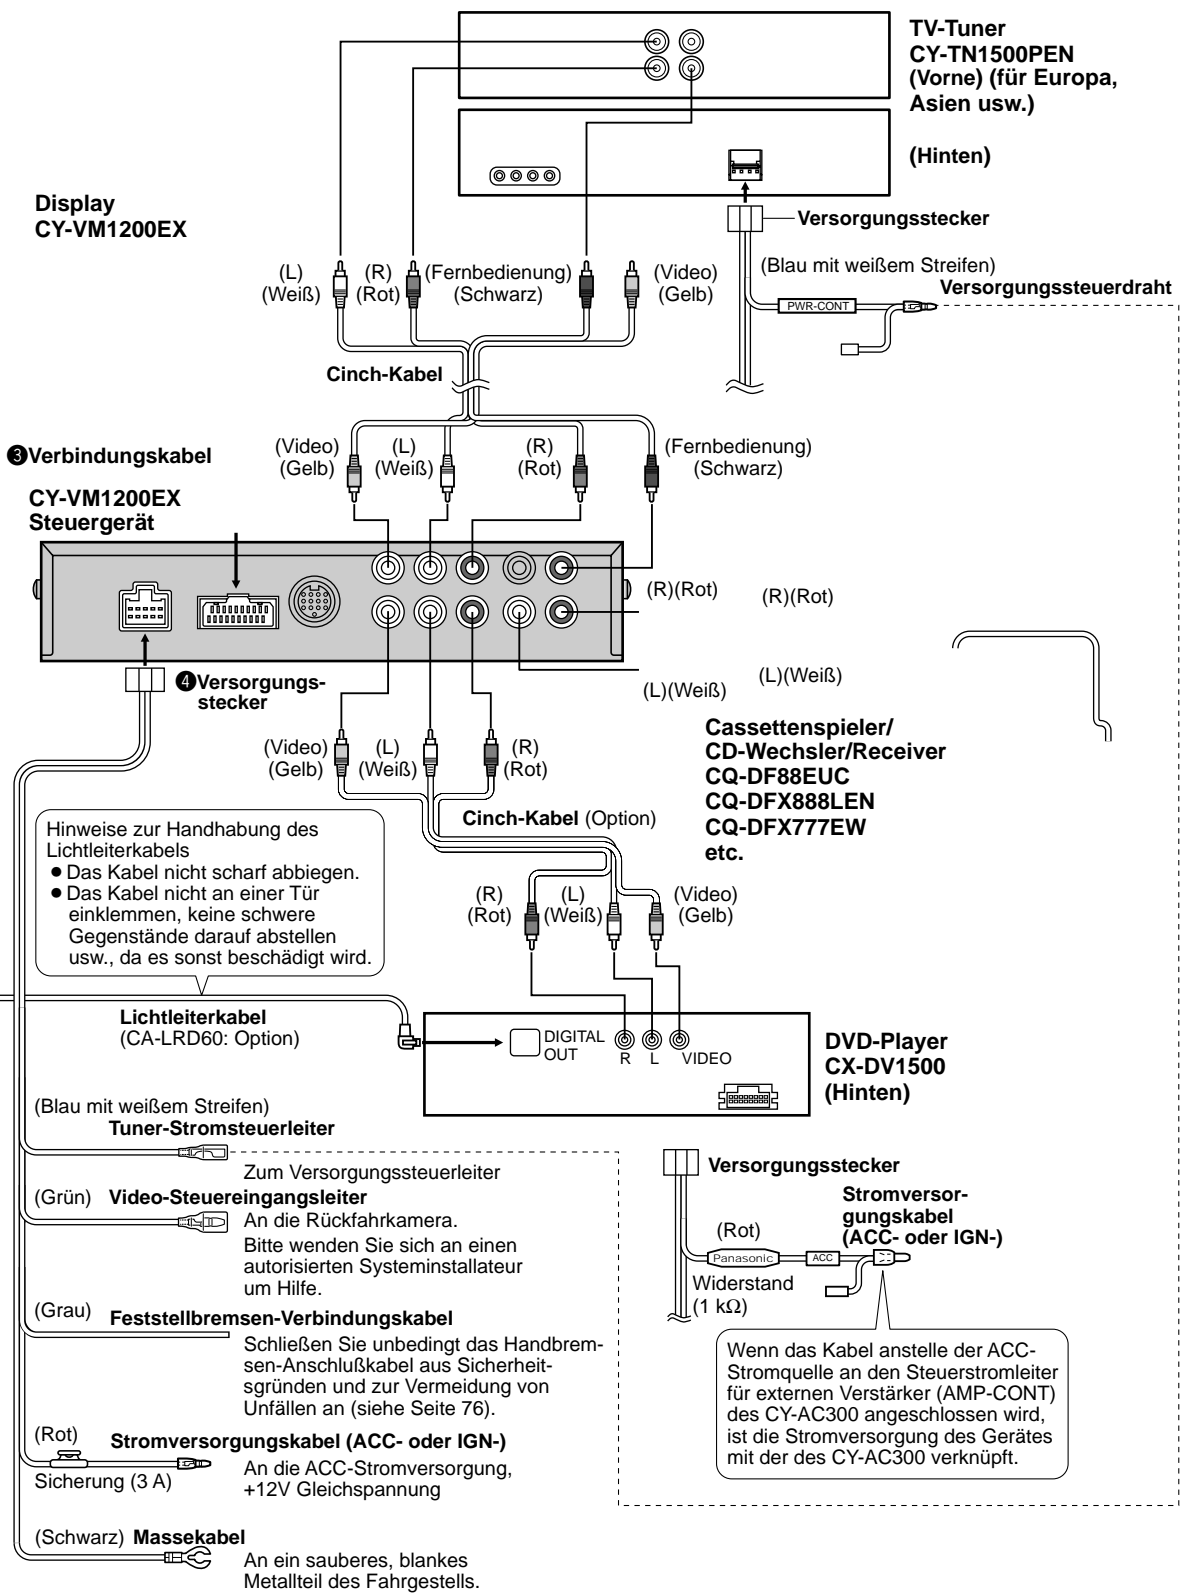 TV-Tuner
CY-TN1500PEN
(Vorne) (für Europa,
Asien usw.)
(Hinten)
Display
CY-VM1200EX
Versorgungsstecker
(Blau mit weißem Streifen)
Versorgungssteuerdraht
PWR-CONT
(L)
(Weiß)
(R)
(Rot)
(Fernbedienung)
(Schwarz)
(Video)
(Gelb)
Cinch-Kabel
(Video)
(Gelb)
(L)
(Weiß)
(R)
(Rot)
(Fernbedienung)
(Schwarz)
❸Verbindungskabel
CY-VM1200EX
Steuergerät
(R)(Rot)
(R)(Rot)
(L)(Weiß)
(L)(Weiß)
❹Versorgungs-
stecker
Cassettenspieler/
CD-Wechsler/Receiver
CQ-DF88EUC
CQ-DFX888LEN
CQ-DFX777EW
etc.
(Video)
(Gelb)
(L)
(Weiß)
(R)
(Rot)
Cinch-Kabel (Option)
Hinweise zur Handhabung des
Lichtleiterkabels
● Das Kabel nicht scharf abbiegen.
● Das Kabel nicht an einer Tür
einklemmen, keine schwere
Gegenstände darauf abstellen
usw., da es sonst beschädigt wird.
(R)
(Rot)
(L)
(Weiß)
(Video)
(Gelb)
Lichtleiterkabel
(CA-LRD60: Option)
DIGITAL
OUT
R
L
VIDEO
DVD-Player
CX-DV1500
(Hinten)
(Blau mit weißem Streifen)
Tuner-Stromsteuerleiter
Zum Versorgungssteuerleiter
(Grün) Video-Steuereingangsleiter
An die Rückfahrkamera.
Bitte wenden Sie sich an einen
autorisierten Systeminstallateur
um Hilfe.
(Grau) Feststellbremsen-Verbindungskabel
Schließen Sie unbedingt das Handbrem-
sen-Anschlußkabel aus Sicherheit-
sgründen und zur Vermeidung von
Unfällen an (siehe Seite 76).
(Rot) Stromversorgungskabel (ACC- oder IGN-)
Sicherung (3 A)
An die ACC-Stromversorgung,
+12V Gleichspannung
(Schwarz) Massekabel
An ein sauberes, blankes
Metallteil des Fahrgestells.
Versorgungsstecker
Stromversor-
gungskabel
(ACC- oder IGN-)
(Rot)
Panasonic
ACC
Widerstand
(1 kΩ)
Wenn das Kabel anstelle der ACC-
Stromquelle an den Steuerstromleiter
für externen Verstärker (AMP-CONT)
des CY-AC300 angeschlossen wird,
ist die Stromversorgung des Gerätes
mit der des CY-AC300 verknüpft.